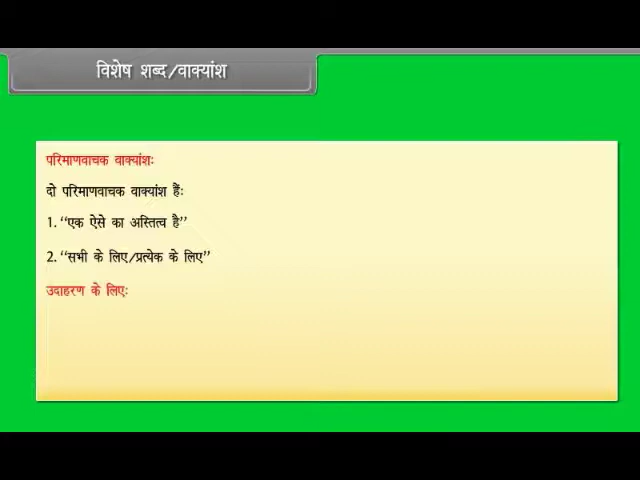 विशेष शब्द/वाक्यांश
परिमाणवाचक वाक्यांशः
दो परिमाणवाचक वाक्यांश हैंः
1. “एक ऐसे का अस्तित्व है”
2. “सभी के लिए/प्रत्येक के लिए”
उदाहरण के लिएः